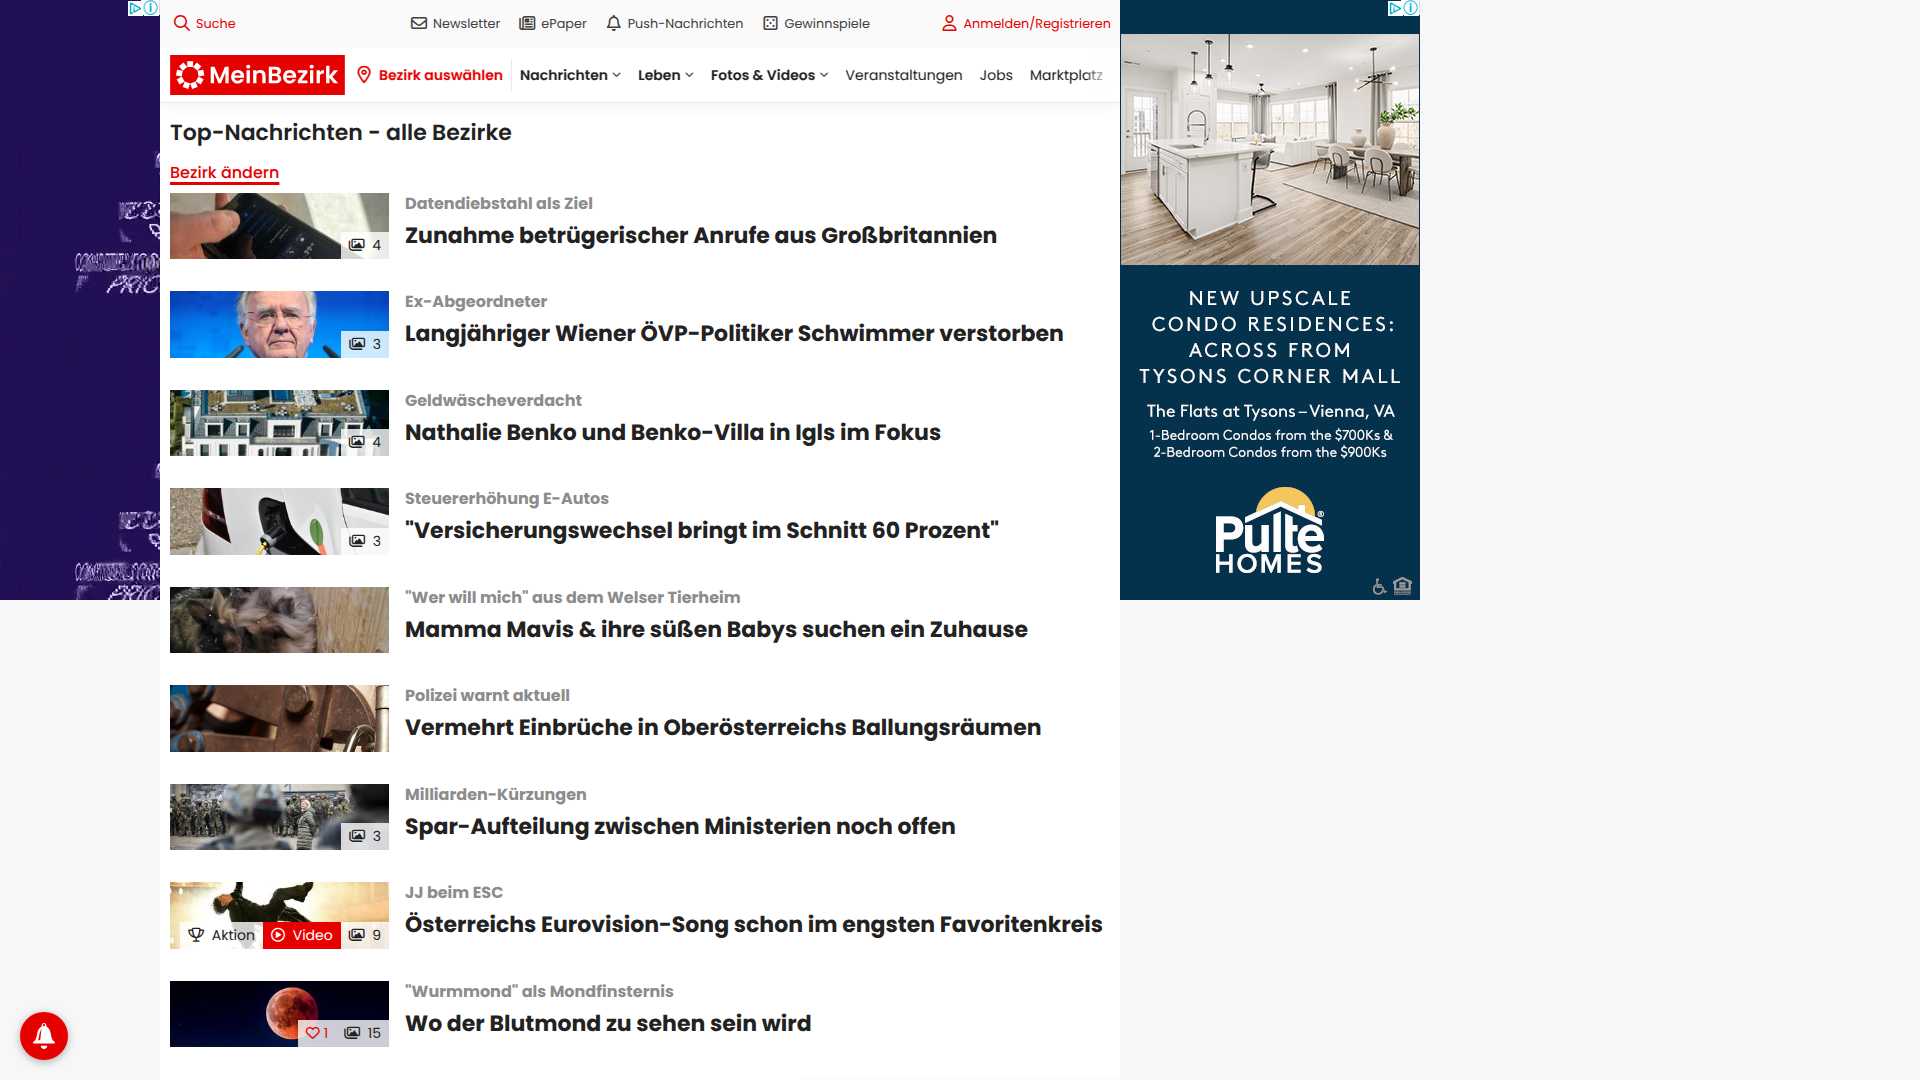 Suche
Newsletter
ePaper
Push-Nachrichten
Gewinnspiele
Anmelden/Registrieren
MeinBezirk
Bezirk auswählen
Nachrichten
Leben
Fotos & Videos
Veranstaltungen
Jobs
Marktplatz
Top-Nachrichten - alle Bezirke
Bezirk ändern
4
Datendiebstahl als Ziel
Zunahme betrügerischer Anrufe aus Großbritannien
3
Ex-Abgeordneter
Langjähriger Wiener ÖVP-Politiker Schwimmer verstorben
4
Geldwäscheverdacht
Nathalie Benko und Benko-Villa in Igls im Fokus
3
Steuererhöhung E-Autos
"Versicherungswechsel bringt im Schnitt 60 Prozent"
"Wer will mich" aus dem Welser Tierheim
Mamma Mavis & ihre süßen Babys suchen ein Zuhause
Polizei warnt aktuell
Vermehrt Einbrüche in Oberösterreichs Ballungsräumen
3
Milliarden-Kürzungen
Spar-Aufteilung zwischen Ministerien noch offen
Aktion
Video
9
JJ beim ESC
Österreichs Eurovision-Song schon im engsten Favoritenkreis
1
15
"Wurmmond" als Mondfinsternis
Wo der Blutmond zu sehen sein wird
NEW UPSCALE
CONDO RESIDENCES:
ACROSS FROM
TYSONS CORNER MALL
The Flats at Tysons – Vienna, VA
1-Bedroom Condos from the $700Ks &
2-Bedroom Condos from the $900Ks
Pulte®
HOMES